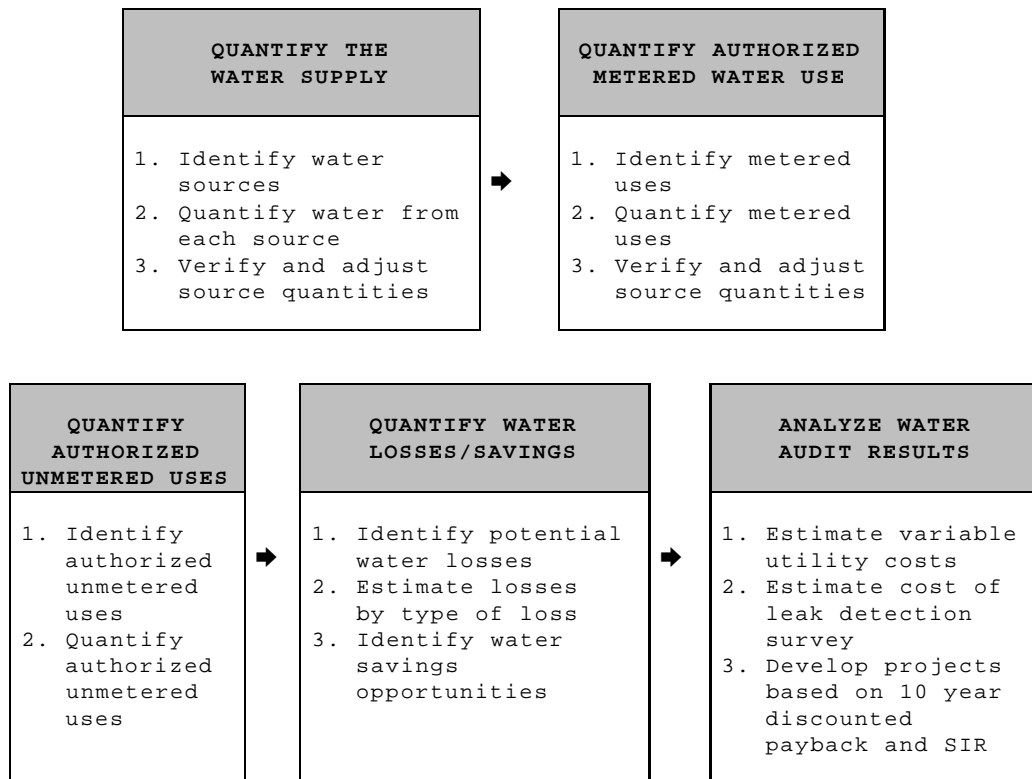 QUANTIFY THE
WATER SUPPLY
1. Identify water
sources
2. Quantify water from
each source
3. Verify and adjust
source quantities
QUANTIFY AUTHORIZED
METERED WATER USE
1. Identify metered
uses
2. Quantify metered
uses
3. Verify and adjust
source quantities
QUANTIFY
AUTHORIZED
UNMETERED USES
1. Identify
authorized
unmetered
uses
2. Quantify
authorized
unmetered
uses
QUANTIFY WATER
LOSSES/SAVINGS
1. Identify potential
water losses
2. Estimate losses
by type of loss
3. Identify water
savings
opportunities
ANALYZE WATER
AUDIT RESULTS
1. Estimate variable
utility costs
2. Estimate cost of
leak detection
survey
3. Develop projects
based on 10 year
discounted
payback and SIR